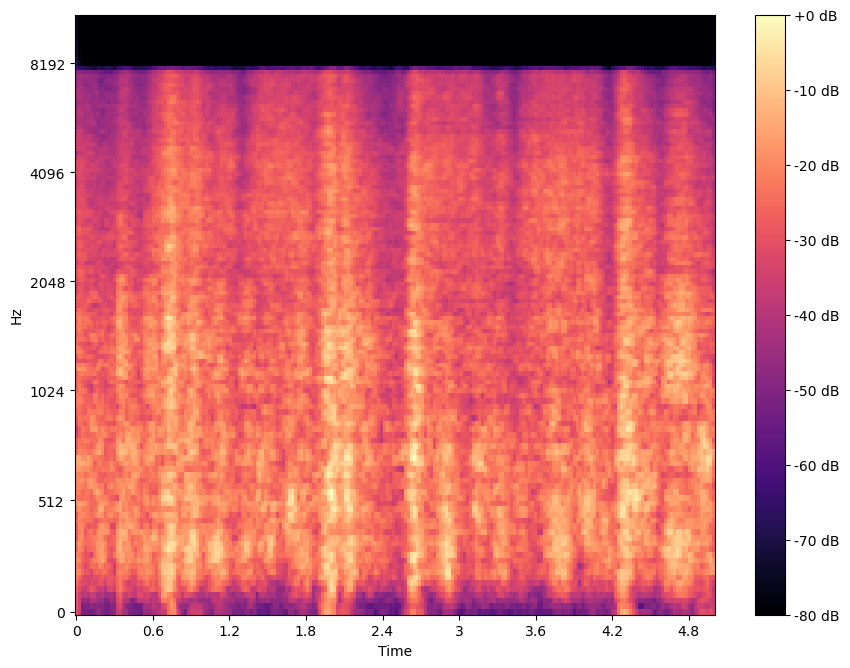 +0 dB
8192
-10 dB
4096
-20 dB
-30 dB
2048
Hz
-40 dB
1024
-50 dB
-60 dB
512
-70 dB
0
-80 dB
0 0.6 1.2 1.8 2.4 3 3.6 4.2 4.8
Time